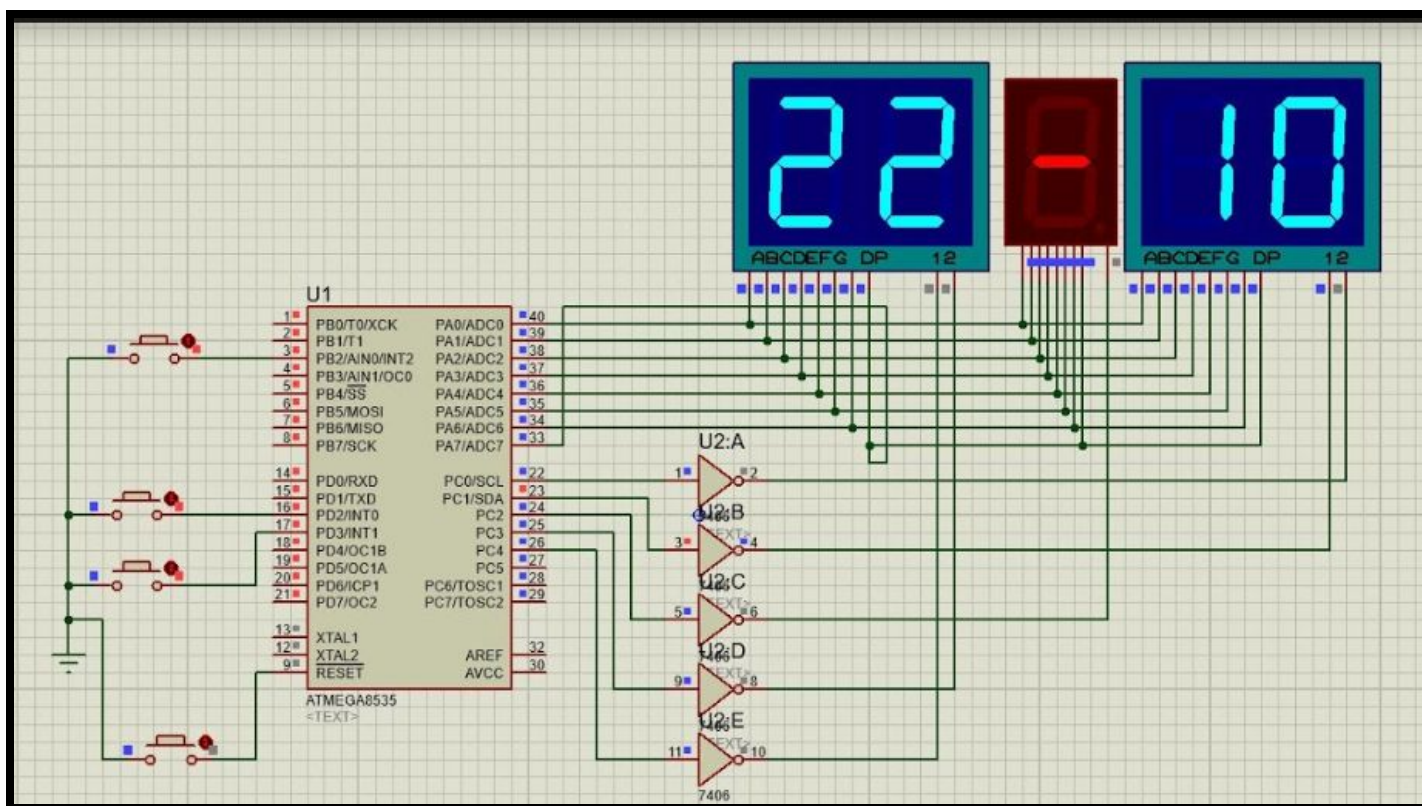 22 - 10
ABCDEFG DP 12
ABCDEFG DP 12
U1
1 PB0/T0/XCK PA0/ADC0 40
2 PB1/T1 PA1/ADC1 39
3 PB2/AIN0/INT2 PA2/ADC2 38
4 PB3/AIN1/OC0 PA3/ADC3 37
5 PB4/SS PA4/ADC4 36
6 PB5/MOSI PA5/ADC5 35
7 PB6/MISO PA6/ADC6 34
8 PB7/SCK PA7/ADC7 33
14 PD0/RXD PC0/SCL 22
15 PD1/TXD PC1/SDA 23
16 PD2/INT0 PC2 24
17 PD3/INT1 PC3 25
18 PD4/OC1B PC4 26
19 PD5/OC1A PC5 27
20 PD6/ICP1 PC6/TOSC1 28
21 PD7/OC2 PC7/TOSC2 29
13 XTAL1
12 XTAL2 AREF 32
9 RESET AVCC 30
ATMEGA8535
<TEXT>
U2:A
1 2
U2:B
3 4
U2:C
5 6
U2:D
9 8
U2:E
11 10
7406